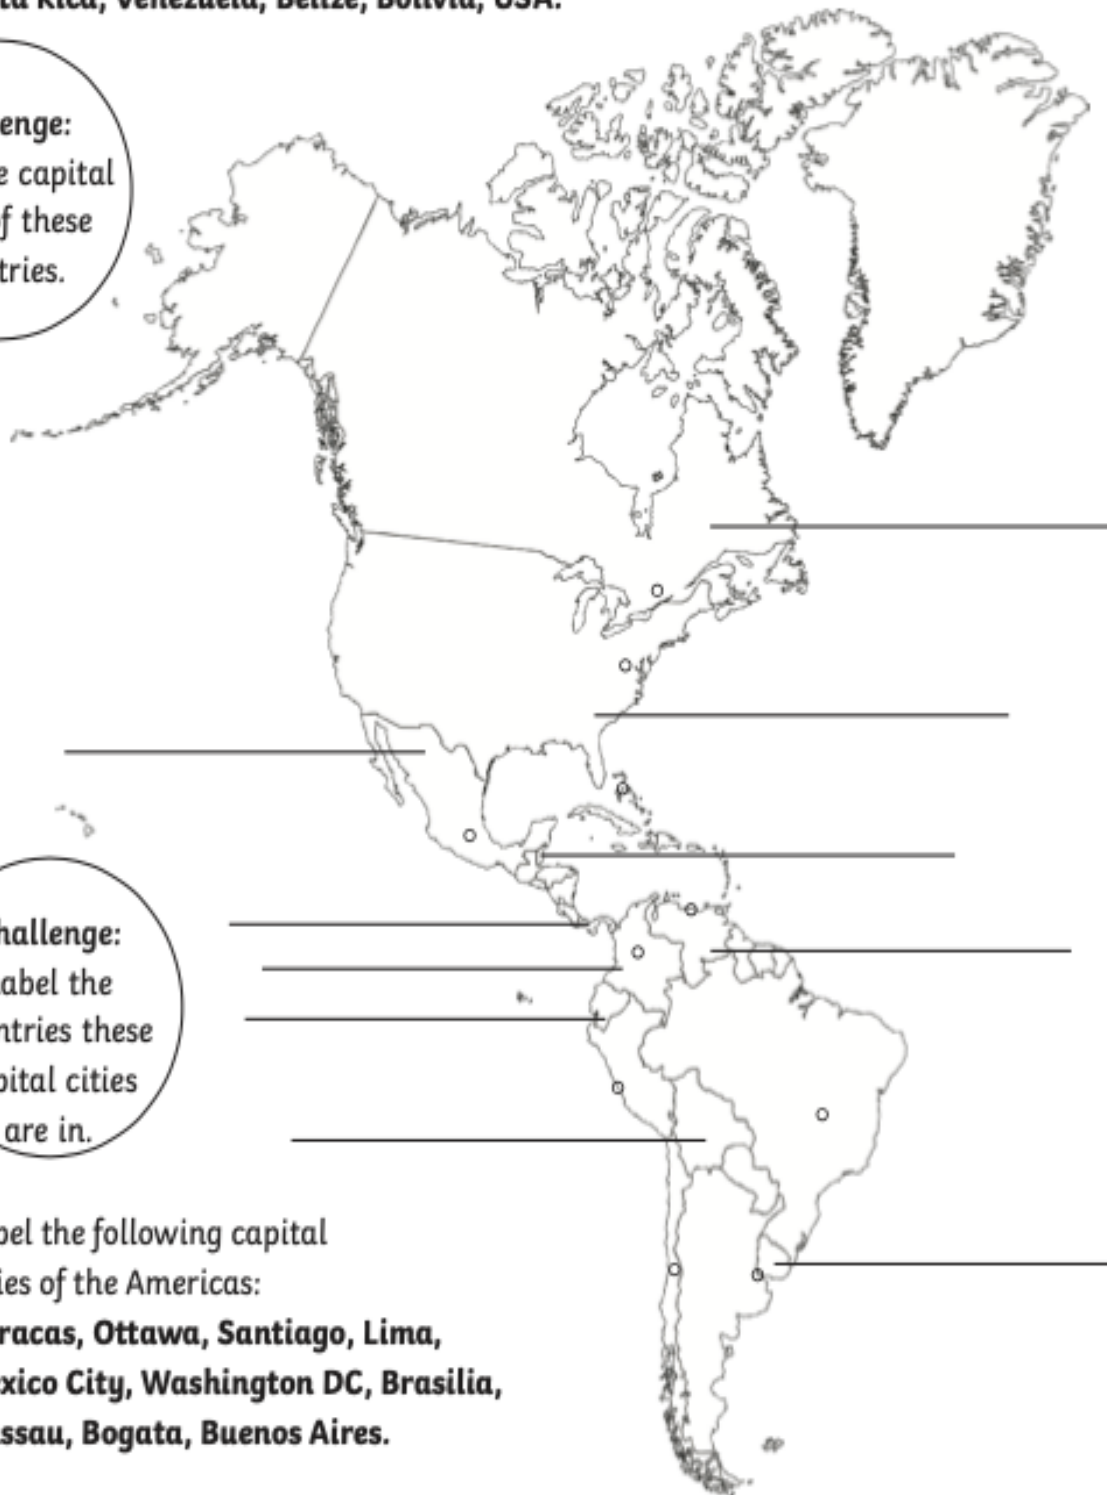 ta Rica, Venezuela, Belize, Bolivia, USA.
enge:
e capital
f these
tries.
hallenge:
abel the
ntries these
pital cities
are in.
bel the following capital
ies of the Americas:
racas, Ottawa, Santiago, Lima,
xico City, Washington DC, Brasilia,
ssau, Bogata, Buenos Aires.